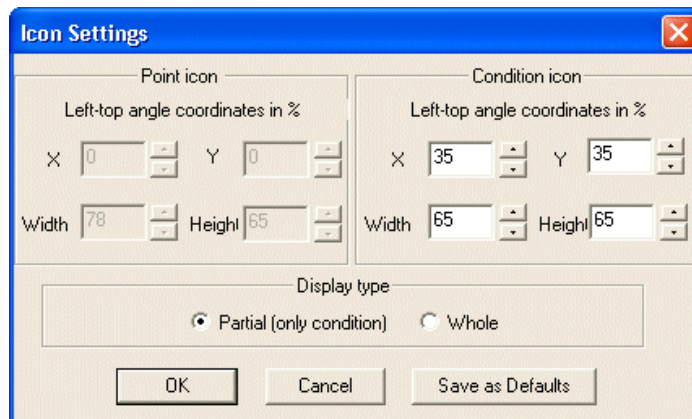 Icon Settings
Point icon
Left-top angle coordinates in %
X 0 Y 0
Width 78 Height 65
Condition icon
Left-top angle coordinates in %
X 35 Y 35
Width 65 Height 65
Display type
Partial (only condition) Whole
OK Cancel Save as Defaults